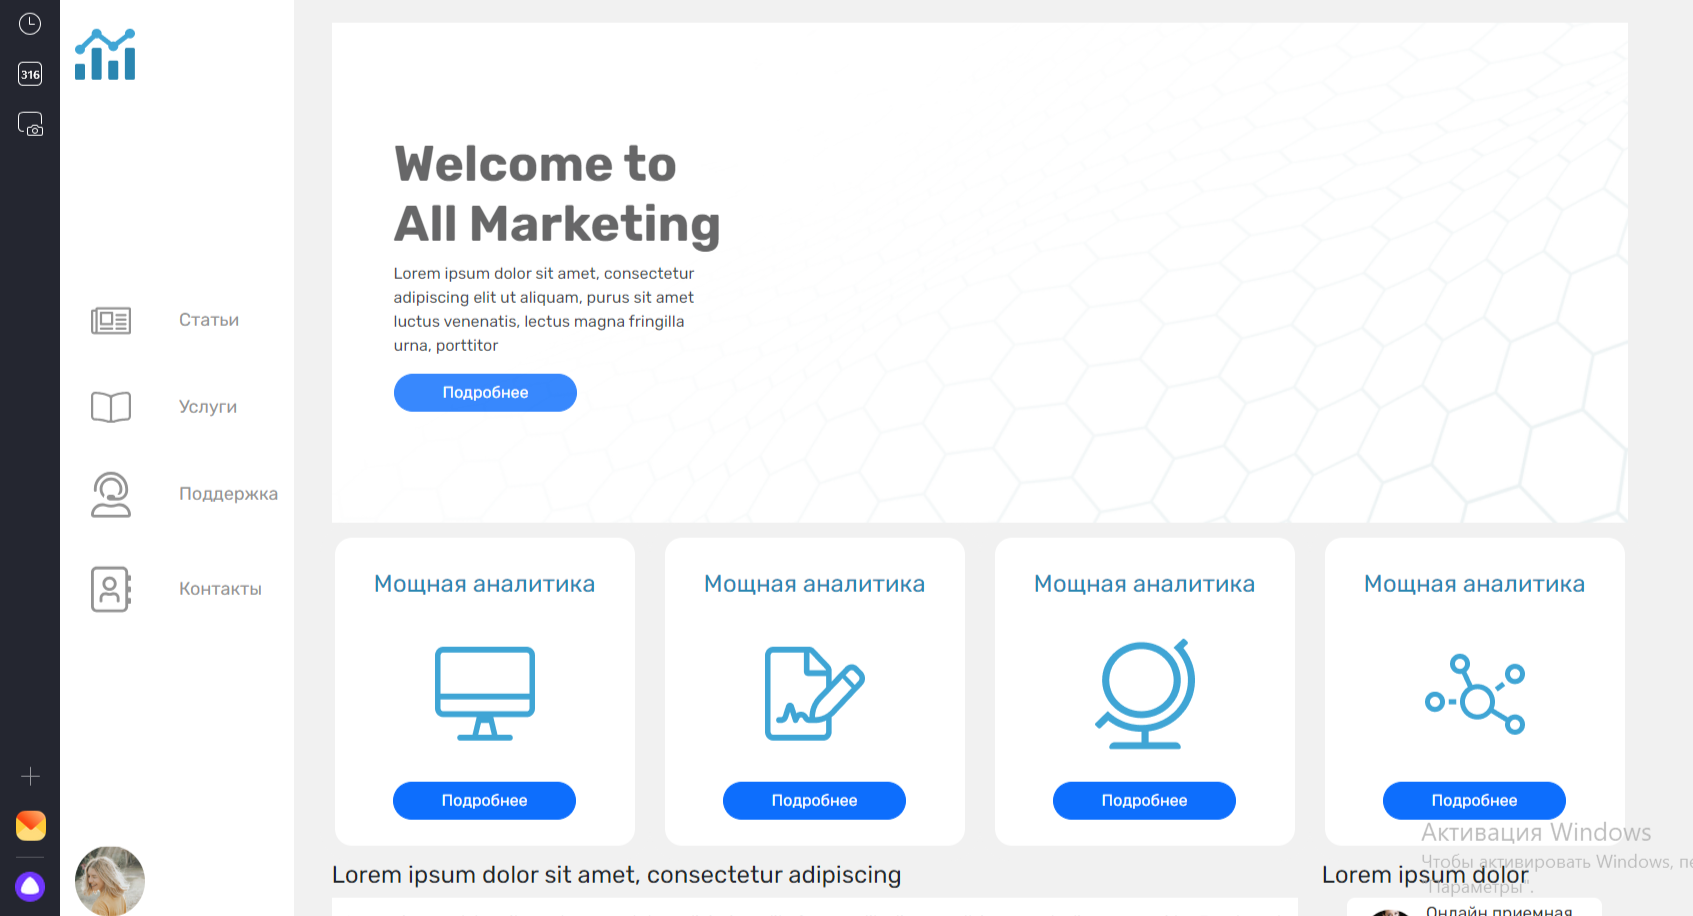 316
Welcome to
All Marketing
Lorem ipsum dolor sit amet, consectetur
adipiscing elit ut aliquam, purus sit amet
luctus venenatis, lectus magna fringilla
urna, porttitor
Подробнее
Статьи
Услуги
Поддержка
Контакты
Мощная аналитика
Мощная аналитика
Мощная аналитика
Мощная аналитика
Подробнее
Подробнее
Подробнее
Подробнее
Активация Windows
Чтобы активировать Windows, пе
"Параметры".
Lorem ipsum dolor sit amet, consectetur adipiscing
Lorem ipsum dolor
Онлайн приемная